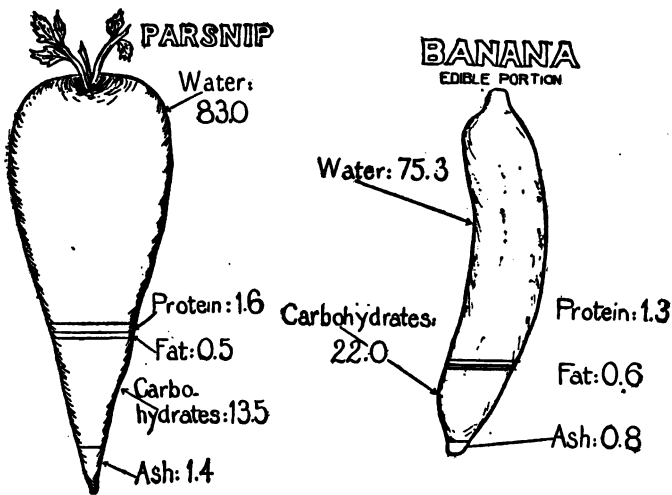 PARSNIP
Water:
83.0
Protein: 1.6
Fat: 0.5
Carbo-
hydrates: 13.5
Ash: 1.4
BANANA
EDIBLE PORTION
Water: 75.3
Carbohydrates:
22.0
Protein: 1.3
Fat: 0.6
Ash: 0.8